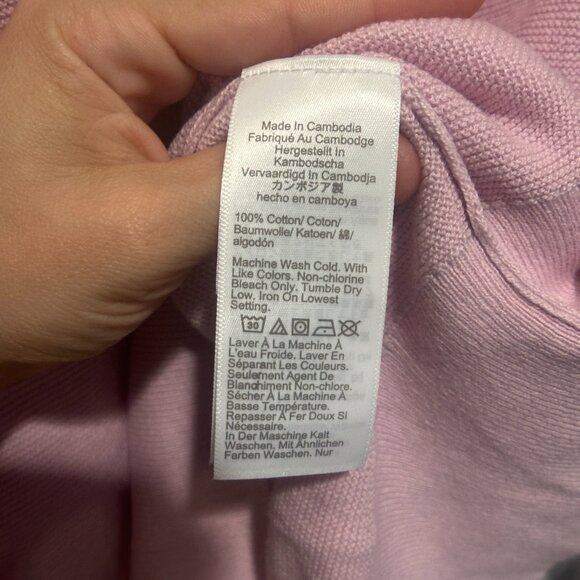 Made In Cambodia
Fabriqué Au Cambodge
Hergestellt In
Kambodscha
Vervaardigd In Cambodja
カンボジア製
hecho en camboya
100% Cotton/ Coton/
Baumwolle/ Katoen/ 綿/
algodón
Machine Wash Cold. With
Like Colors. Non-chlorine
Bleach Only. Tumble Dry
Low. Iron On Lowest
Setting.
30
Laver À La Machine À
L'eau Froide. Laver En
Séparant Les Couleurs.
Seulement Agent De
Blanchiment Non-chlore.
Sécher À La Machine À
Basse Température.
Repasser À Fer Doux Si
Nécessaire.
In Der Maschine Kalt
Waschen. Mit Ähnlichen
Farben Waschen. Nur